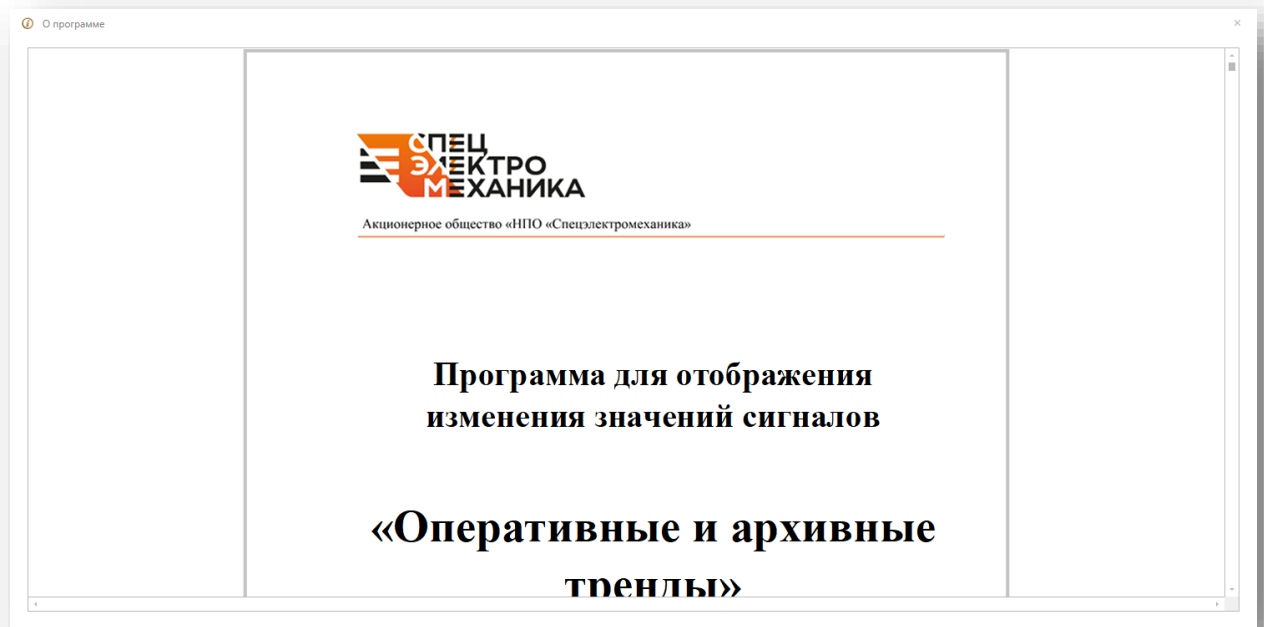 О программе
СПЕЦ
ЭЛЕКТРО
МЕХАНИКА
Акционерное общество «НПО «Спецэлектромеханика»
Программа для отображения
изменения значений сигналов
«Оперативные и архивные
тренды»